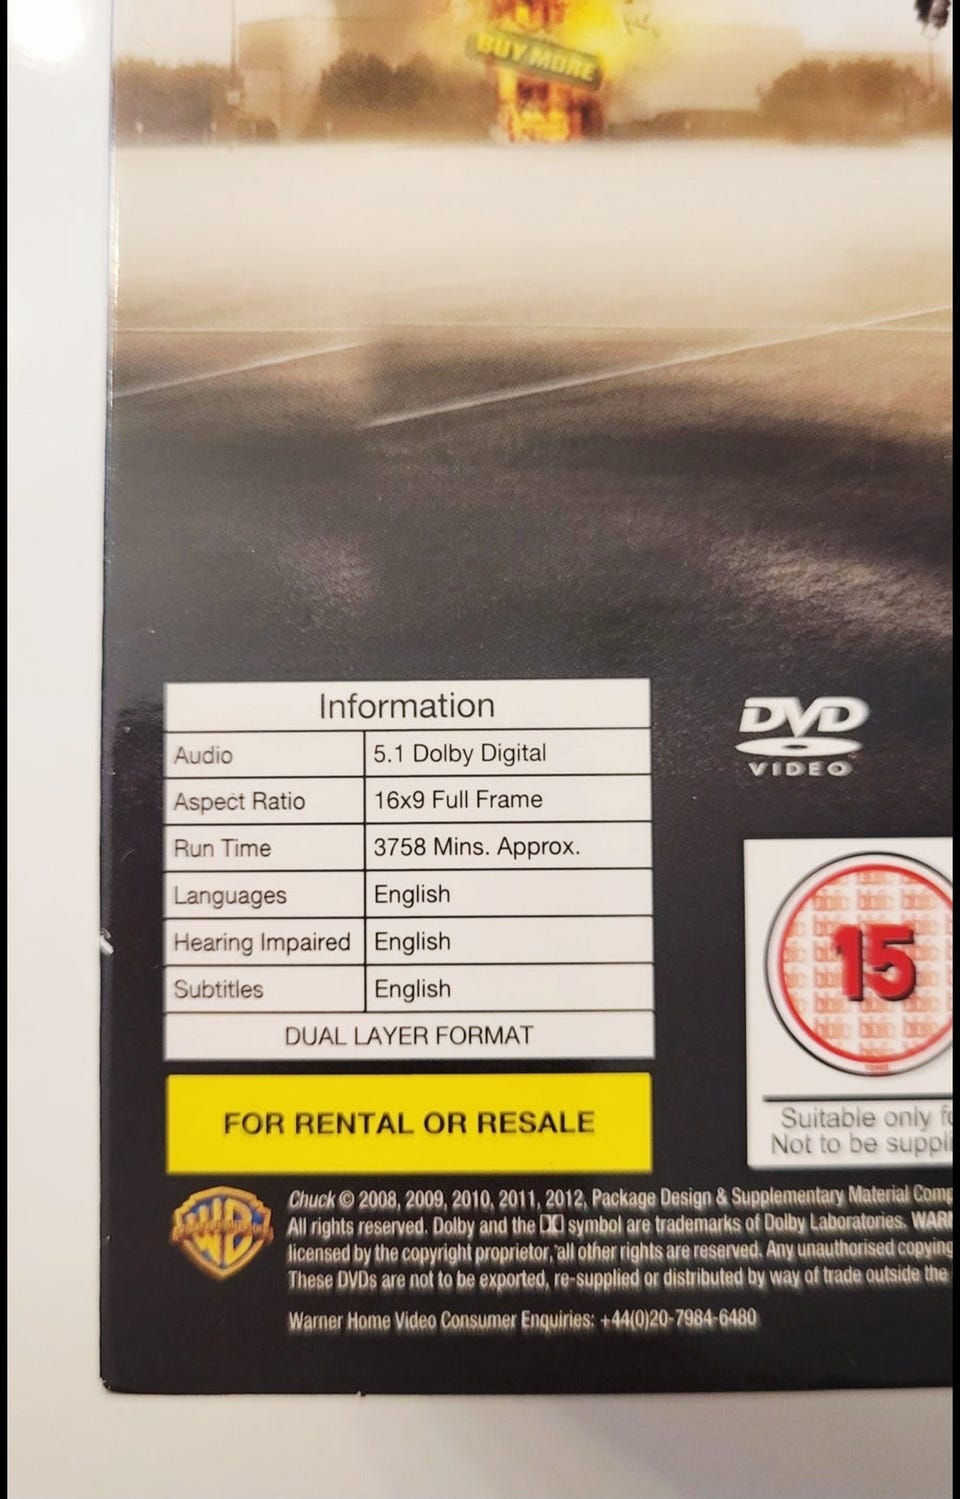 BUY MORE
Information
Audio 5.1 Dolby Digital
Aspect Ratio 16x9 Full Frame
Run Time 3758 Mins. Approx.
Languages English
Hearing Impaired English
Subtitles English
DUAL LAYER FORMAT
FOR RENTAL OR RESALE
DVD
VIDEO
15
Suitable only
Not to be
Chuck © 2008, 2009, 2010, 2011, 2012, Package Design & Supplementary Material
All rights reserved. Dolby and the symbol are trademarks of Dolby Laboratories.
licensed by the copyright proprietor, all other rights are reserved. Any unauthorised copying
These DVDs are not to be exported, re-supplied or distributed by way of trade outside the
Warner Home Video Consumer Enquiries: +44(0)20-7984-6480